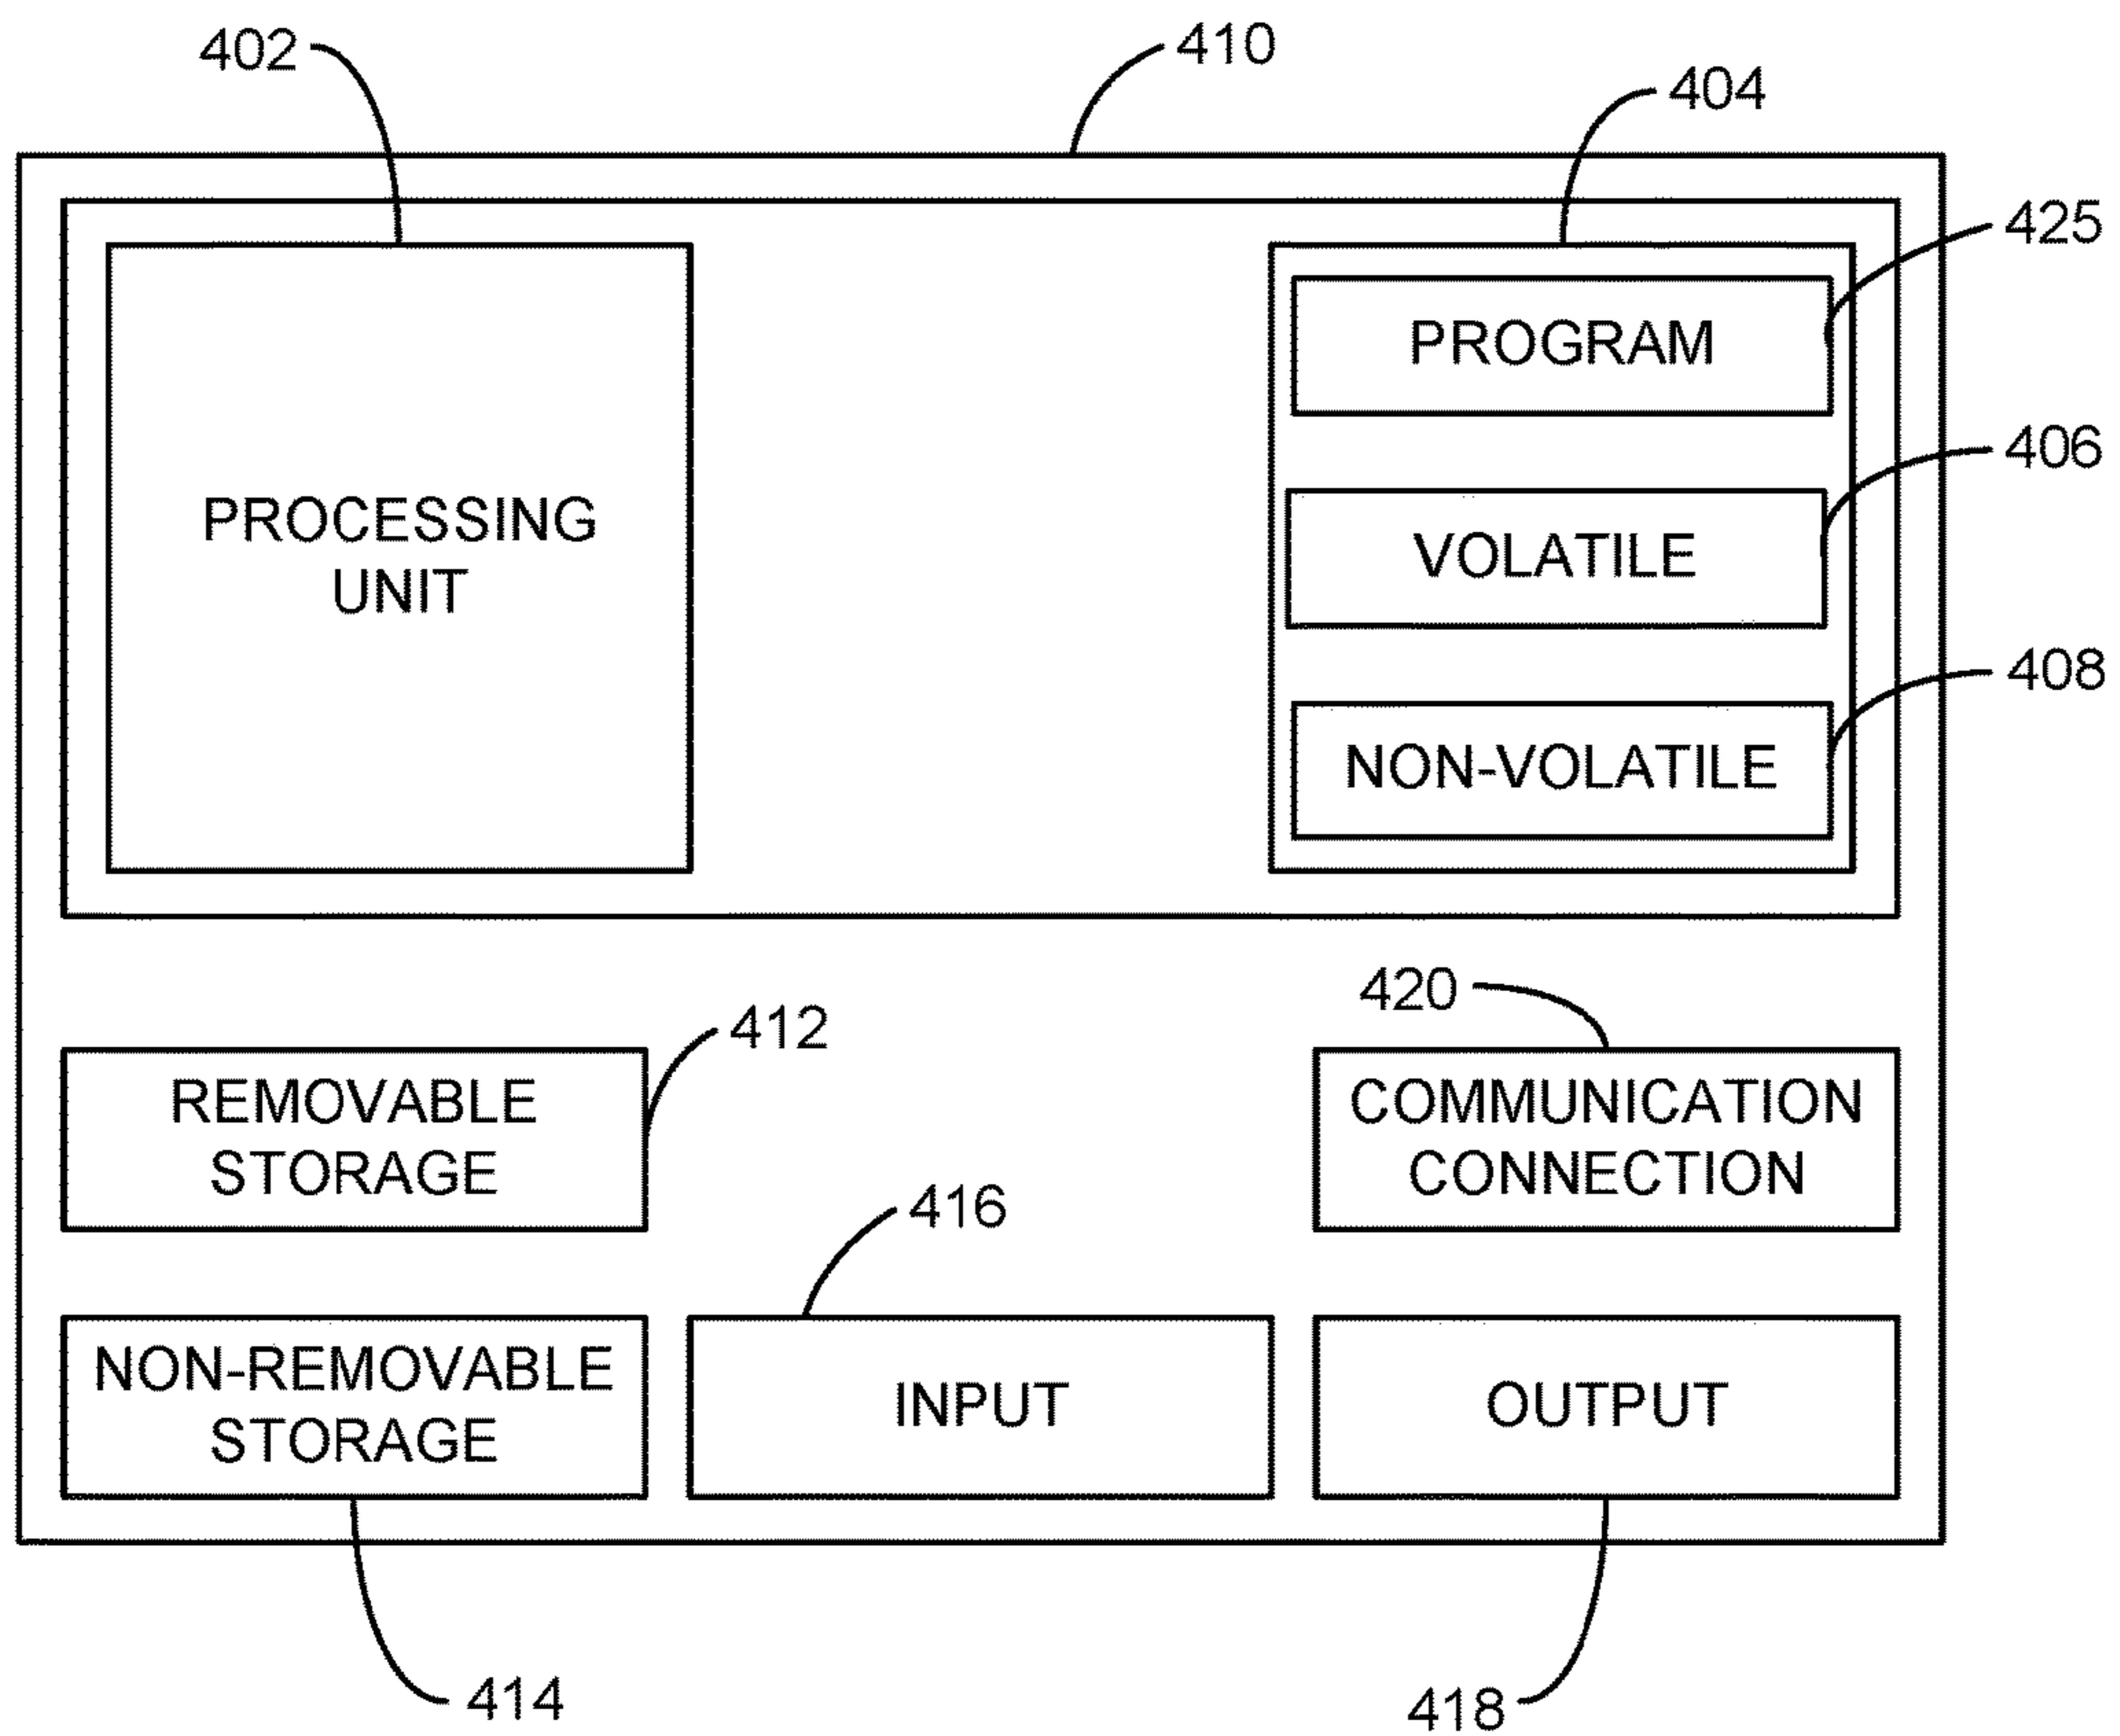 402
410
404
425
PROGRAM
406
PROCESSING
UNIT
VOLATILE
408
NON-VOLATILE
420
412
REMOVABLE
STORAGE
COMMUNICATION
CONNECTION
416
NON-REMOVABLE
STORAGE
INPUT
OUTPUT
414
418